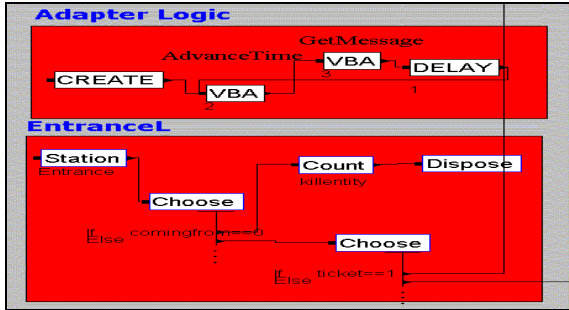 Adapter Logic
GetMessage
AdvanceTime
VBA
3
DELAY
1
CREATE
VBA
2
EntranceL
Station
Entrance
Count
killentity
Dispose
Choose
If comingfrom==0
Else
Choose
If ticket==1
Else